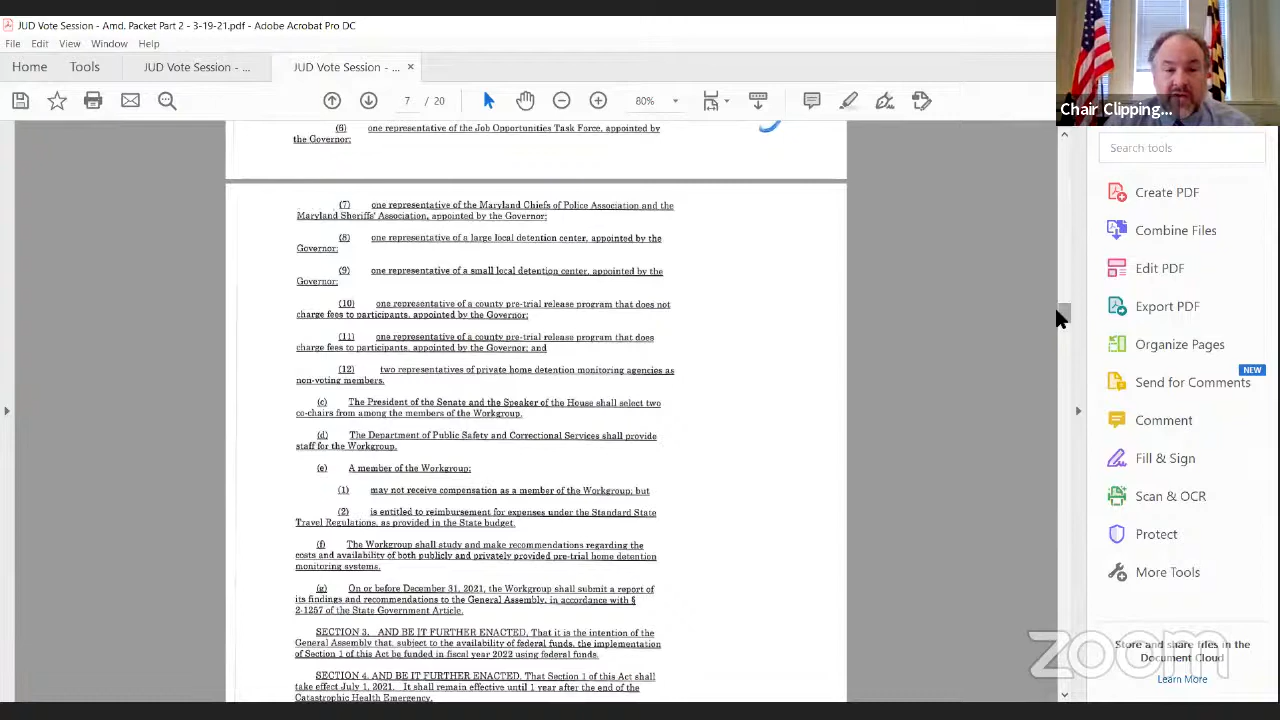 JUD Vote Session - Amd. Packet Part 2 - 3-19-21.pdf - Adobe Acrobat Pro DC
File Edit View Window Help
Home Tools JUD Vote Session - ... JUD Vote Session - ... ×
7 / 20 80%
Chair Clipping...
(6) one representative of the Job Opportunities Task Force, appointed by
the Governor;
(7) one representative of the Maryland Chiefs of Police Association and the
Maryland Sheriffs' Association, appointed by the Governor;
(8) one representative of a large local detention center, appointed by the
Governor;
(9) one representative of a small local detention center, appointed by the
Governor;
(10) one representative of a county pre-trial release program that does not
charge fees to participants, appointed by the Governor;
(11) one representative of a county pre-trial release program that does
charge fees to participants, appointed by the Governor; and
(12) two representatives of private home detention monitoring agencies as
non-voting members.
(c) The President of the Senate and the Speaker of the House shall select two
co-chairs from among the members of the Workgroup.
(d) The Department of Public Safety and Correctional Services shall provide
staff for the Workgroup.
(e) A member of the Workgroup:
(1) may not receive compensation as a member of the Workgroup; but
(2) is entitled to reimbursement for expenses under the Standard State
Travel Regulations, as provided in the State budget.
(f) The Workgroup shall study and make recommendations regarding the
costs and availability of both publicly and privately provided pre-trial home detention
monitoring systems.
(g) On or before December 31, 2021, the Workgroup shall submit a report of
its findings and recommendations to the General Assembly, in accordance with §
2-1257 of the State Government Article.
SECTION 3. AND BE IT FURTHER ENACTED, That it is the intention of the
General Assembly that, subject to the availability of federal funds, the implementation
of Section 1 of this Act be funded in fiscal year 2022 using federal funds.
SECTION 4. AND BE IT FURTHER ENACTED, That Section 1 of this Act shall
take effect July 1, 2021. It shall remain effective until 1 year after the end of the
Catastrophic Health Emergency.
Search tools
Create PDF
Combine Files
Edit PDF
Export PDF
Organize Pages
NEW
Send for Comments
Comment
Fill & Sign
Scan & OCR
Protect
More Tools
Store and share files in the
Document Cloud
Learn More
zoom